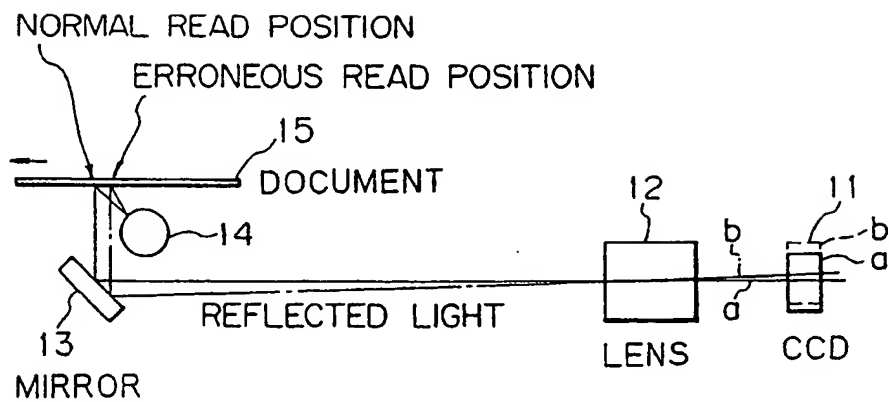 NORMAL READ POSITION
ERRONEOUS READ POSITION
15
DOCUMENT
14
12
11
b
b
a
a
13
REFLECTED LIGHT
LENS
CCD
MIRROR